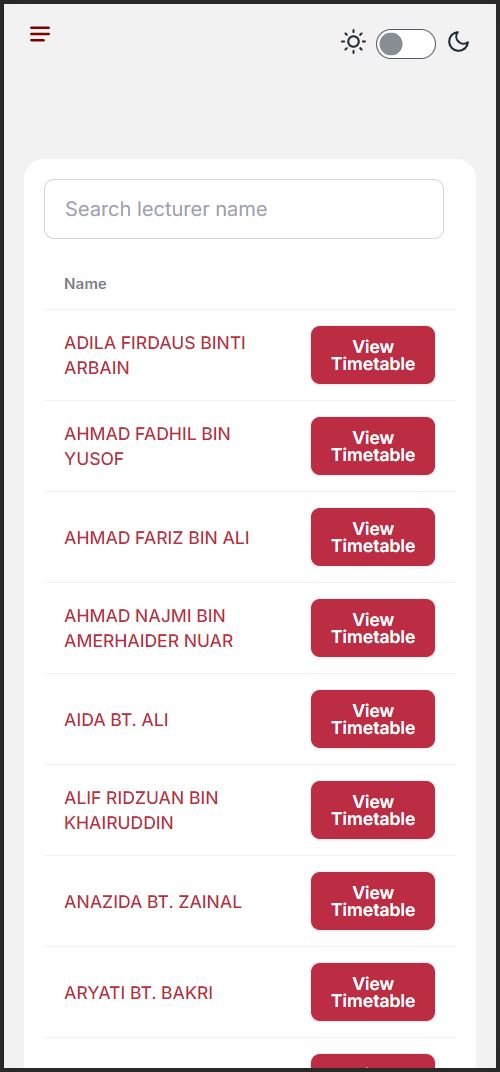 Search lecturer name
Name
ADILA FIRDAUS BINTI
ARBAIN
View
Timetable
AHMAD FADHIL BIN
YUSOF
View
Timetable
AHMAD FARIZ BIN ALI
View
Timetable
AHMAD NAJMI BIN
AMERHAIDER NUAR
View
Timetable
AIDA BT. ALI
View
Timetable
ALIF RIDZUAN BIN
KHAIRUDDIN
View
Timetable
ANAZIDA BT. ZAINAL
View
Timetable
ARYATI BT. BAKRI
View
Timetable